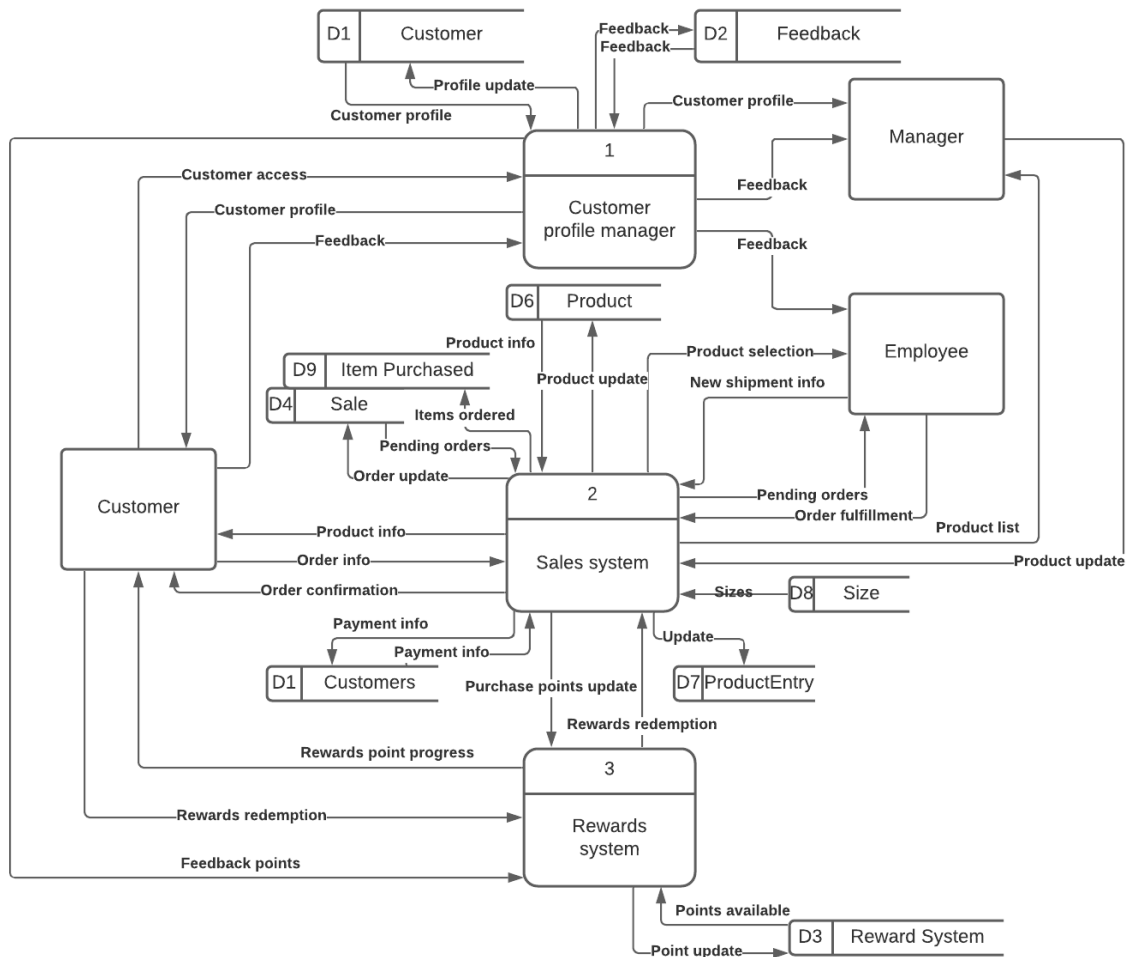 D1
Customer
Feedback
Feedback
D2
Feedback
Profile update
Customer profile
Customer profile
Manager
1
Customer access
Customer profile
Feedback
Customer
profile manager
Feedback
Feedback
D6
Product
Product info
Product update
Product selection
Employee
New shipment info
D9
Item Purchased
D4
Sale
Items ordered
Pending orders
Order update
2
Pending orders
Order fulfillment
Product list
Product update
Customer
Product info
Order info
Order confirmation
Sales system
Sizes
D8
Size
Payment info
Payment info
Update
D1
Customers
Purchase points update
D7
ProductEntry
Rewards redemption
Rewards point progress
3
Rewards redemption
Rewards
system
Feedback points
Points available
Point update
D3
Reward System